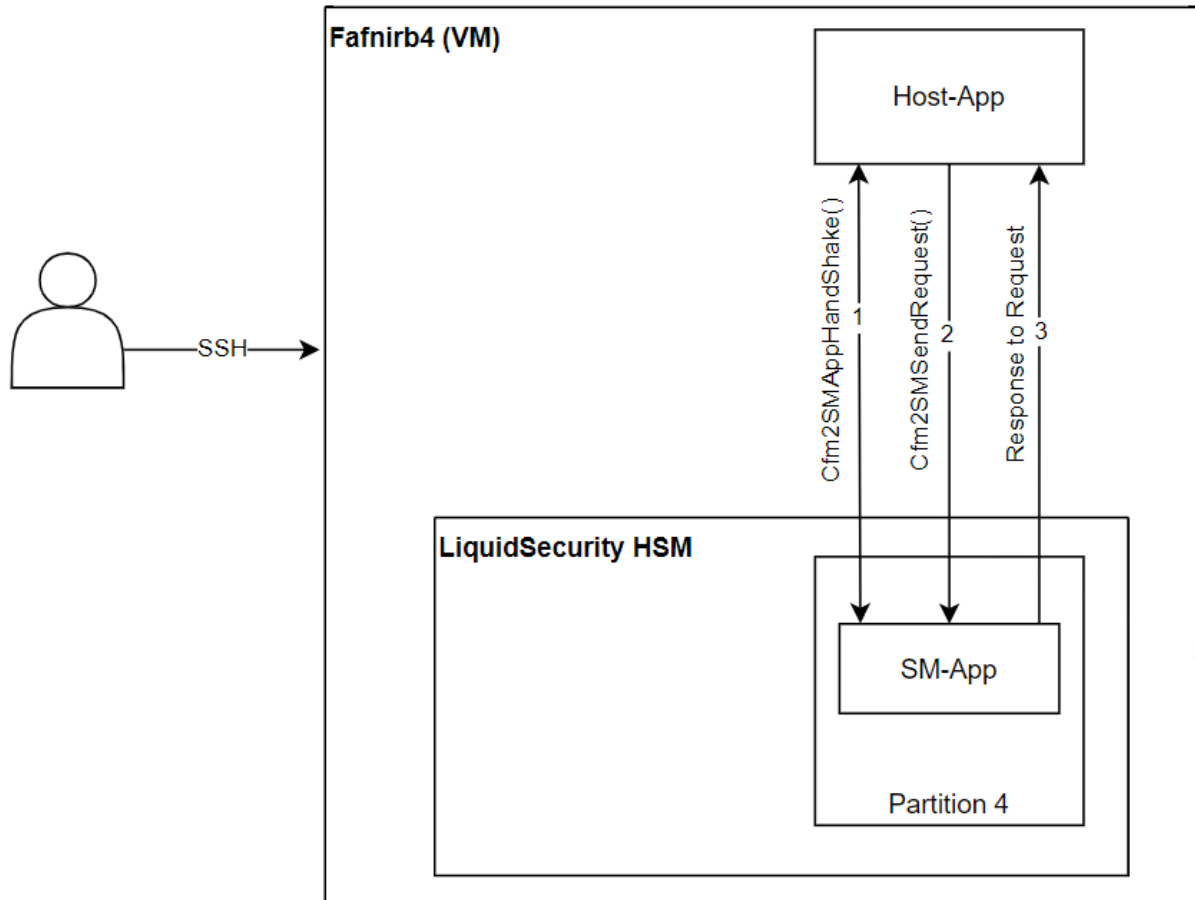 Fafnirb4 (VM)
Host-App
SSH
Cfm2SMAppHandShake()
1
Cfm2SMSendRequest()
2
Response to Request
3
LiquidSecurity HSM
SM-App
Partition 4